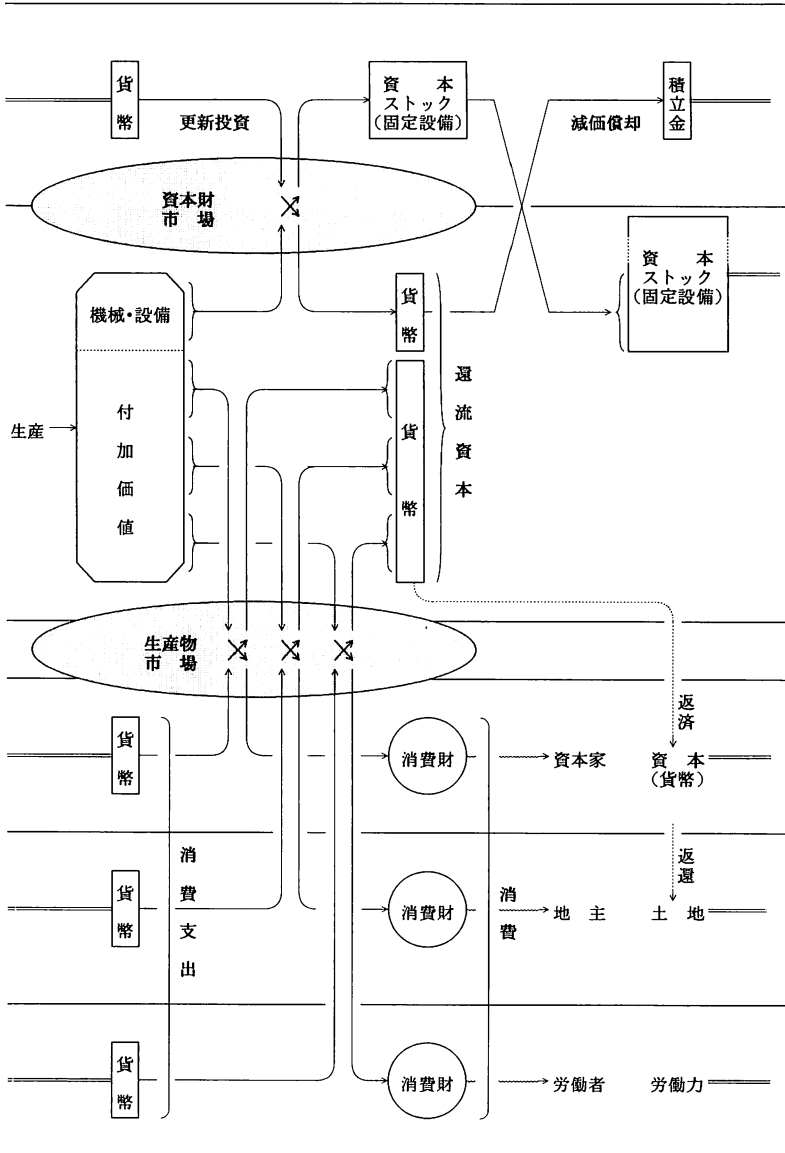 貨幣
更新投資
資本
ストック
(固定設備)
減価償却
積立金
資本財
市場
資本
ストック
(固定設備)
機械・設備
貨幣
還流資本
生産
付加価値
貨幣
生産物
市場
返済
貨幣
消費財
資本家
資本
(貨幣)
消費支出
返還
貨幣
消費財
消費
地主
土地
貨幣
消費財
労働者
労働力